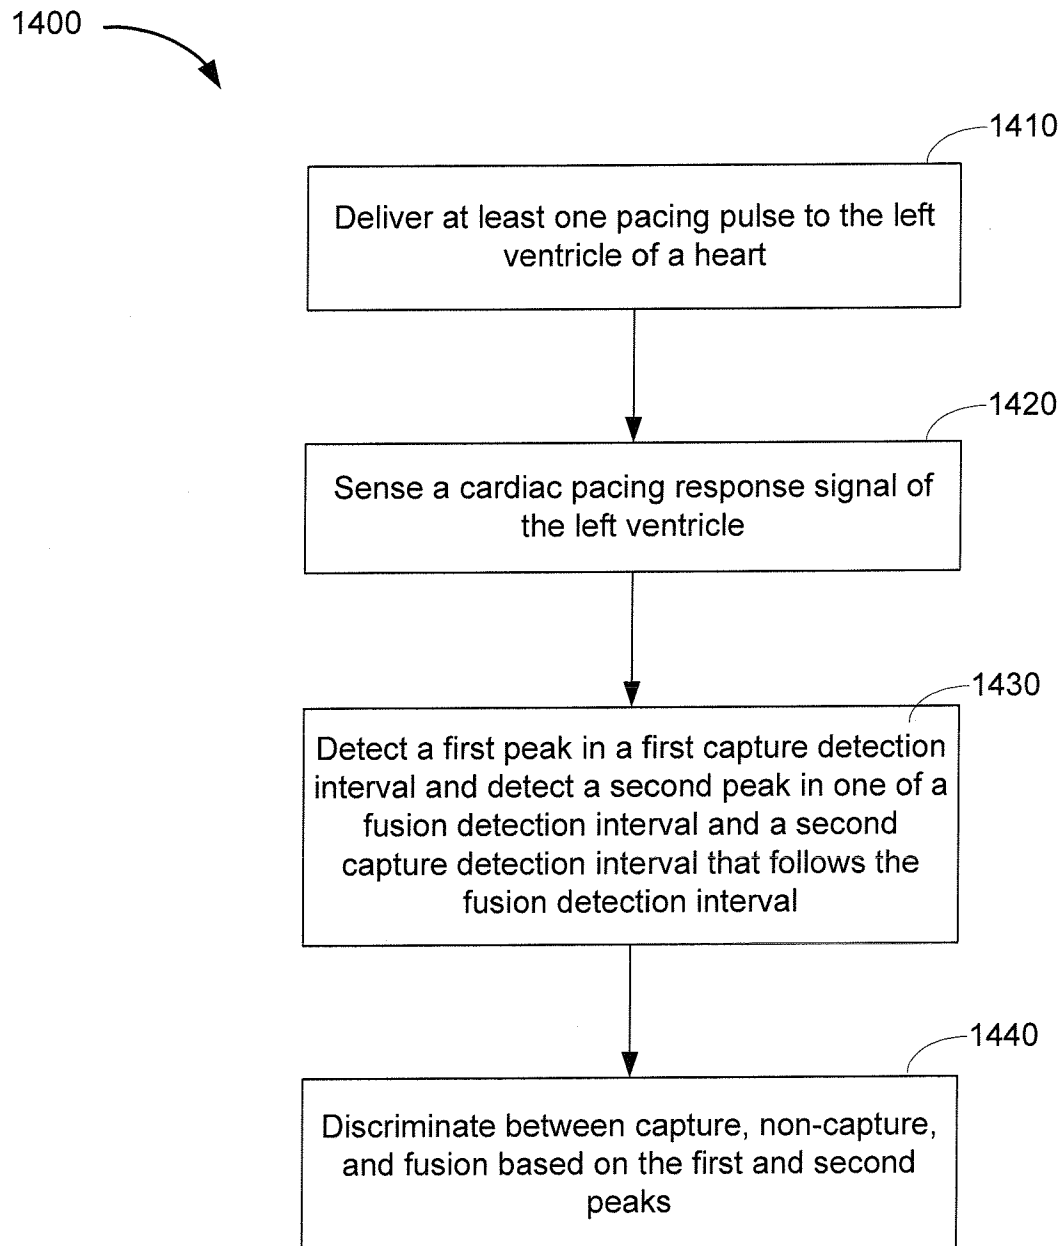 1400
1410
Deliver at least one pacing pulse to the left
ventricle of a heart
1420
Sense a cardiac pacing response signal of
the left ventricle
1430
Detect a first peak in a first capture detection
interval and detect a second peak in one of a
fusion detection interval and a second
capture detection interval that follows the
fusion detection interval
1440
Discriminate between capture, non-capture,
and fusion based on the first and second
peaks